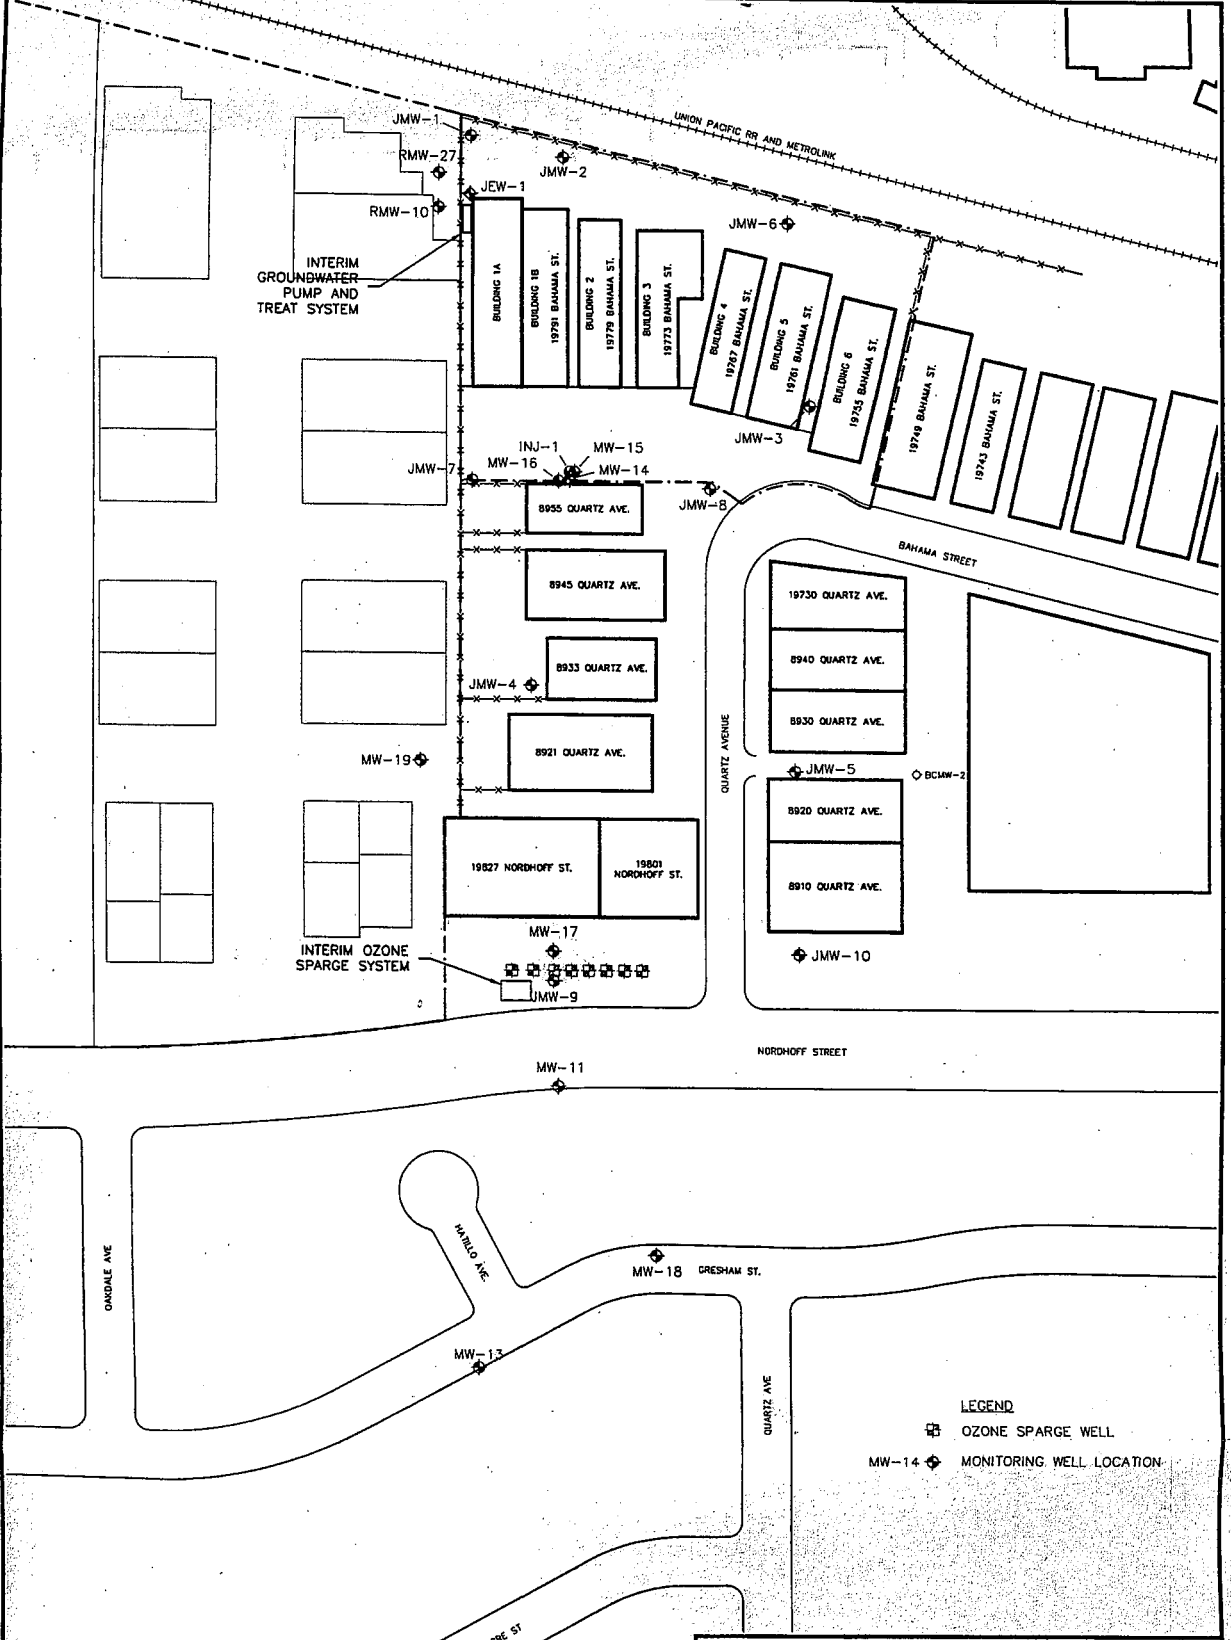 UNION PACIFIC RR AND METROLINK
JMW-1
RMW-27
JMW-2
JEW-1
RMW-10
JMW-6
INTERIM
GROUNDWATER
PUMP AND
TREAT SYSTEM
BUILDING 1A
BUILDING 1B
19791 BAHAMA ST.
BUILDING 2
19779 BAHAMA ST.
BUILDING 3
19773 BAHAMA ST.
BUILDING 4
19767 BAHAMA ST.
BUILDING 5
19761 BAHAMA ST.
BUILDING 6
19755 BAHAMA ST.
19749 BAHAMA ST.
19743 BAHAMA ST.
JMW-3
INJ-1
MW-15
MW-16
MW-14
JMW-7
JMW-8
8955 QUARTZ AVE.
BAHAMA STREET
8945 QUARTZ AVE.
19730 QUARTZ AVE.
8933 QUARTZ AVE.
8940 QUARTZ AVE.
JMW-4
8930 QUARTZ AVE.
8921 QUARTZ AVE.
QUARTZ AVENUE
MW-19
JMW-5
BCMW-2
8920 QUARTZ AVE.
19827 NORDHOFF ST.
19801
NORDHOFF ST.
8910 QUARTZ AVE.
MW-17
INTERIM OZONE
SPARGE SYSTEM
JMW-10
JMW-9
NORDHOFF STREET
MW-11
OAKDALE AVE
HATILLO AVE.
MW-18
GRESHAM ST.
MW-13
QUARTZ AVE
LEGEND
OZONE SPARGE WELL
MW-14 MONITORING WELL LOCATION
ST